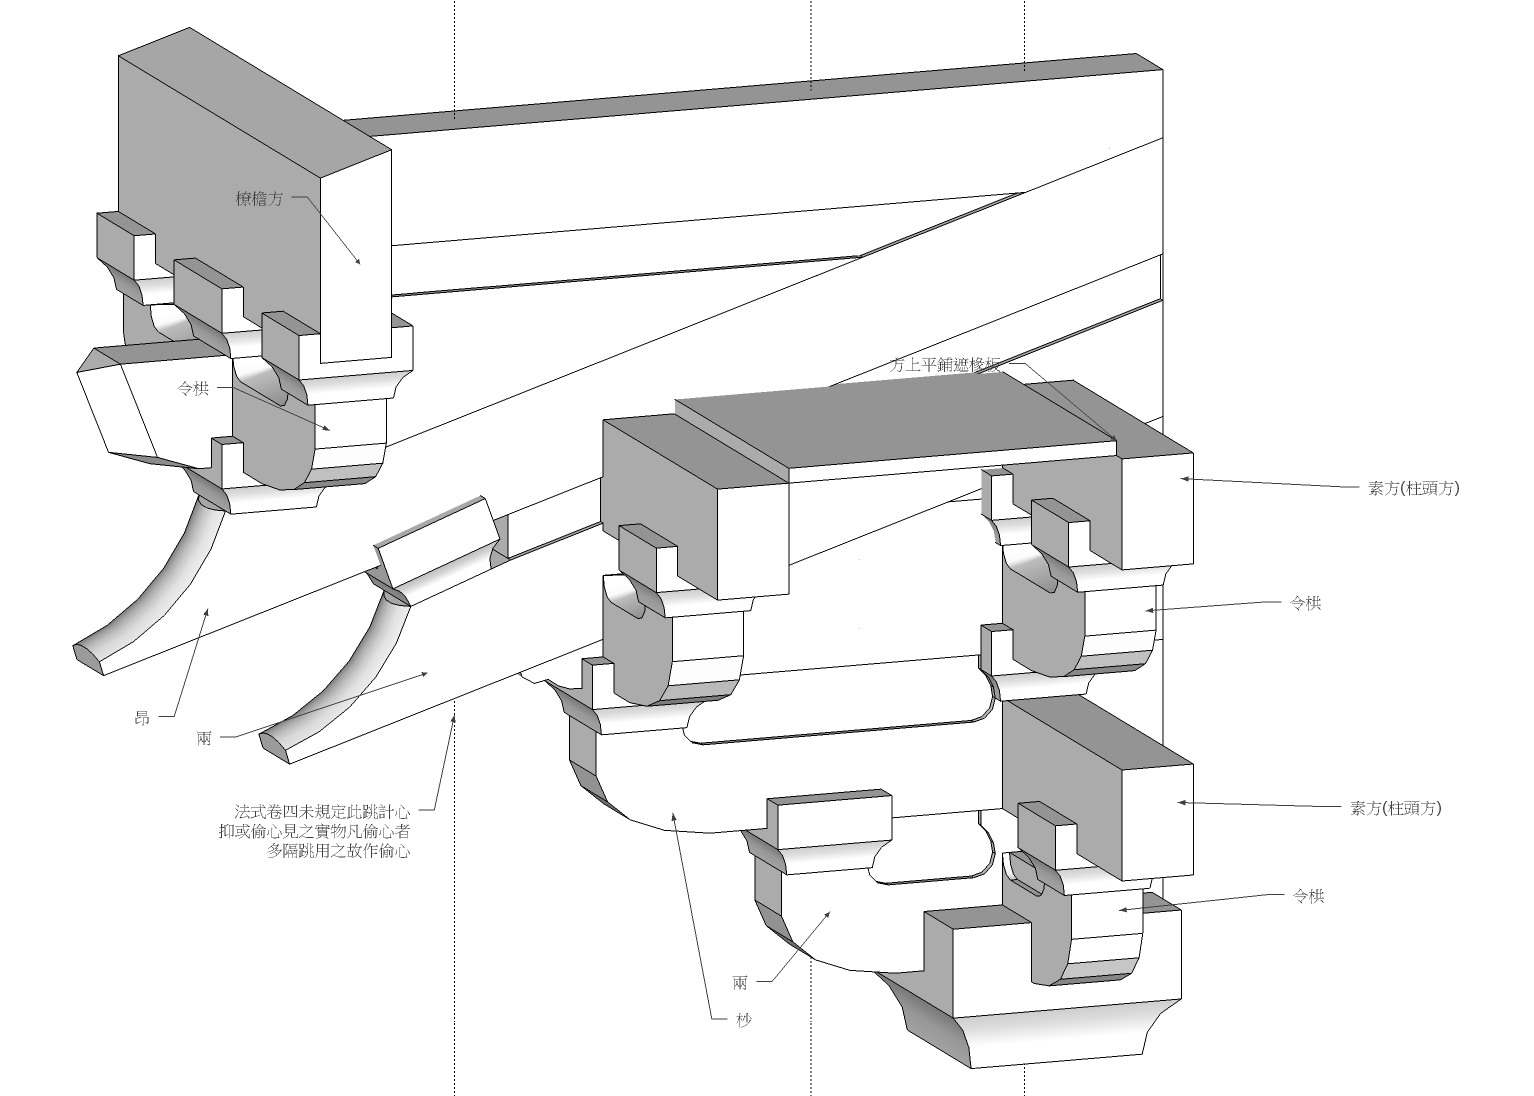 橑檐方
令栱
方上平鋪遮椽板
素方(柱頭方)
令栱
昂
兩
法式卷四未規定此跳計心
抑或偷心見之實物凡偷心者
多隔跳用之故作偷心
素方(柱頭方)
令栱
兩
杪